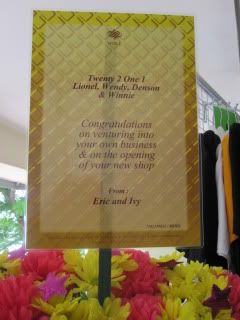 Twenty 2 One 1
Lionel, Wendy, Denson
& Winnie
Congratulations
on venturing into
your own business
& on the opening
of your new shop
From :
Eric and Ivy